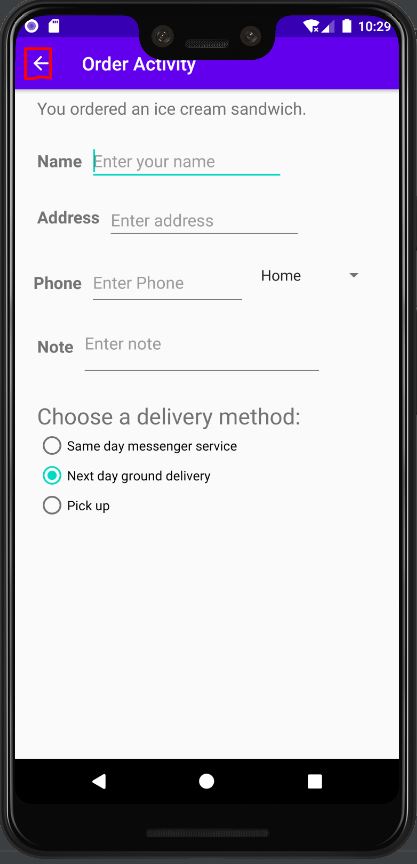 10:29
Order Activity
You ordered an ice cream sandwich.
Name Enter your name
Address Enter address
Phone Enter Phone Home
Note Enter note
Choose a delivery method:
Same day messenger service
Next day ground delivery
Pick up